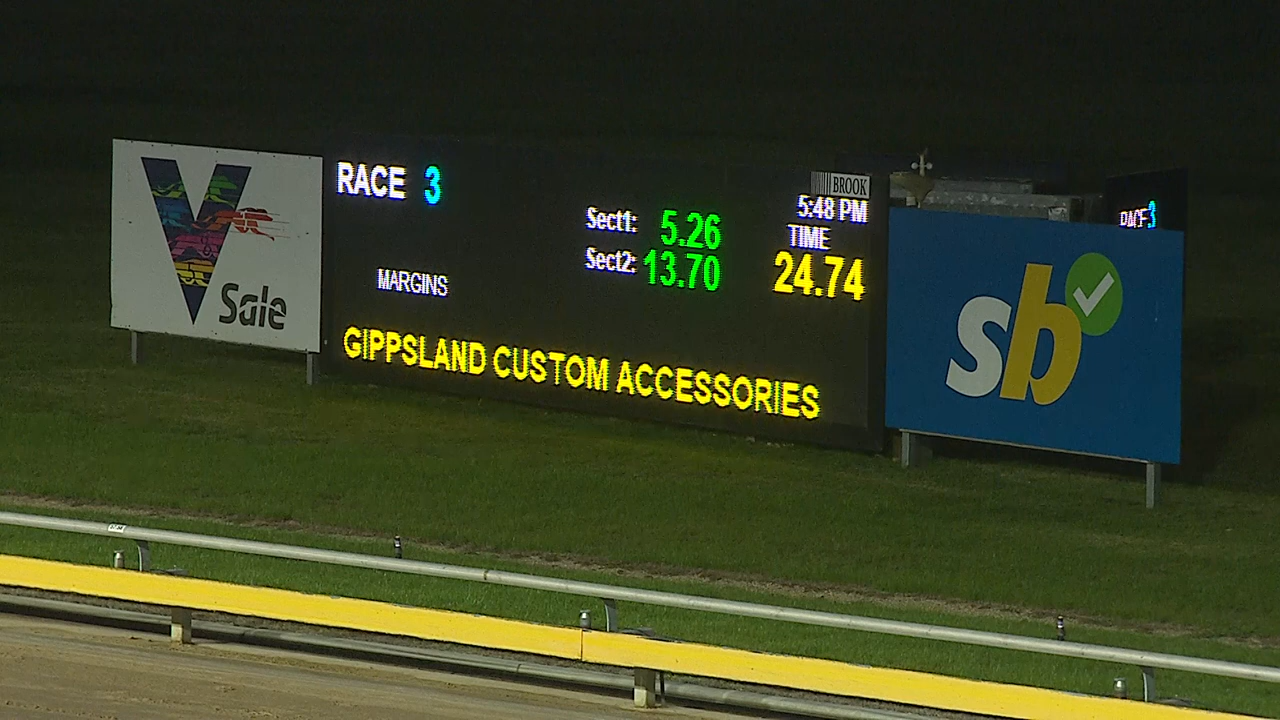 V
Sale
RACE 3
BROOK
5:48 PM
Sect1: 5.26
TIME
Sect2: 13.70
24.74
MARGINS
GIPPSLAND CUSTOM ACCESSORIES
sb
RACE 3